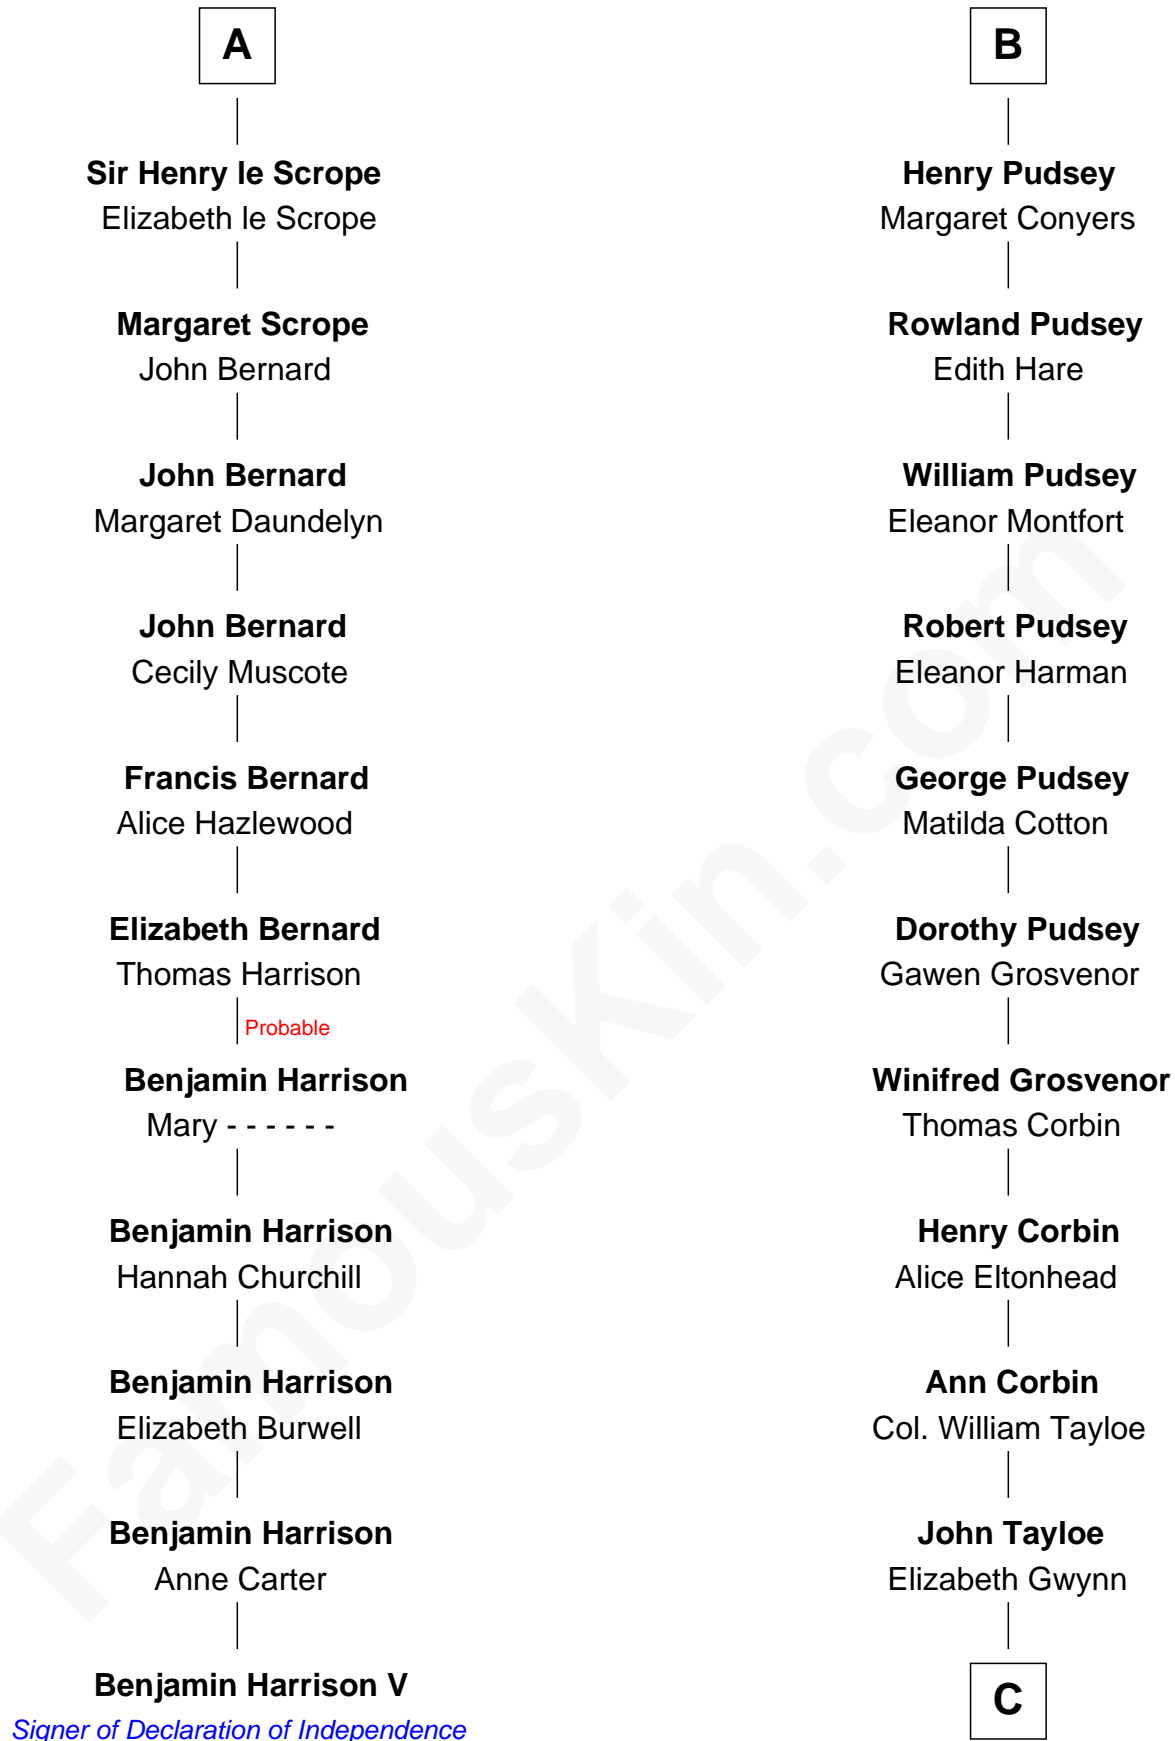 A
Sir Henry le Scrope
Elizabeth le Scrope
Margaret Scrope
John Bernard
John Bernard
Margaret Daundelyn
John Bernard
Cecily Muscote
Francis Bernard
Alice Hazlewood
Elizabeth Bernard
Thomas Harrison
Probable
Benjamin Harrison
Mary - - - - - -
Benjamin Harrison
Hannah Churchill
Benjamin Harrison
Elizabeth Burwell
Benjamin Harrison
Anne Carter
Benjamin Harrison V
Signer of Declaration of Independence
B
Henry Pudsey
Margaret Conyers
Rowland Pudsey
Edith Hare
William Pudsey
Eleanor Montfort
Robert Pudsey
Eleanor Harman
George Pudsey
Matilda Cotton
Dorothy Pudsey
Gawen Grosvenor
Winifred Grosvenor
Thomas Corbin
Henry Corbin
Alice Eltonhead
Ann Corbin
Col. William Tayloe
John Tayloe
Elizabeth Gwynn
C
FamousKin.com